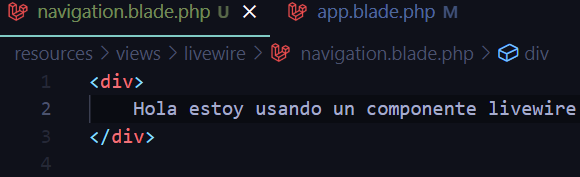 navigation.blade.php U
app.blade.php M
resources > views > livewire > navigation.blade.php > div
1 <div>
2 Hola estoy usando un componente livewire
3 </div>
4